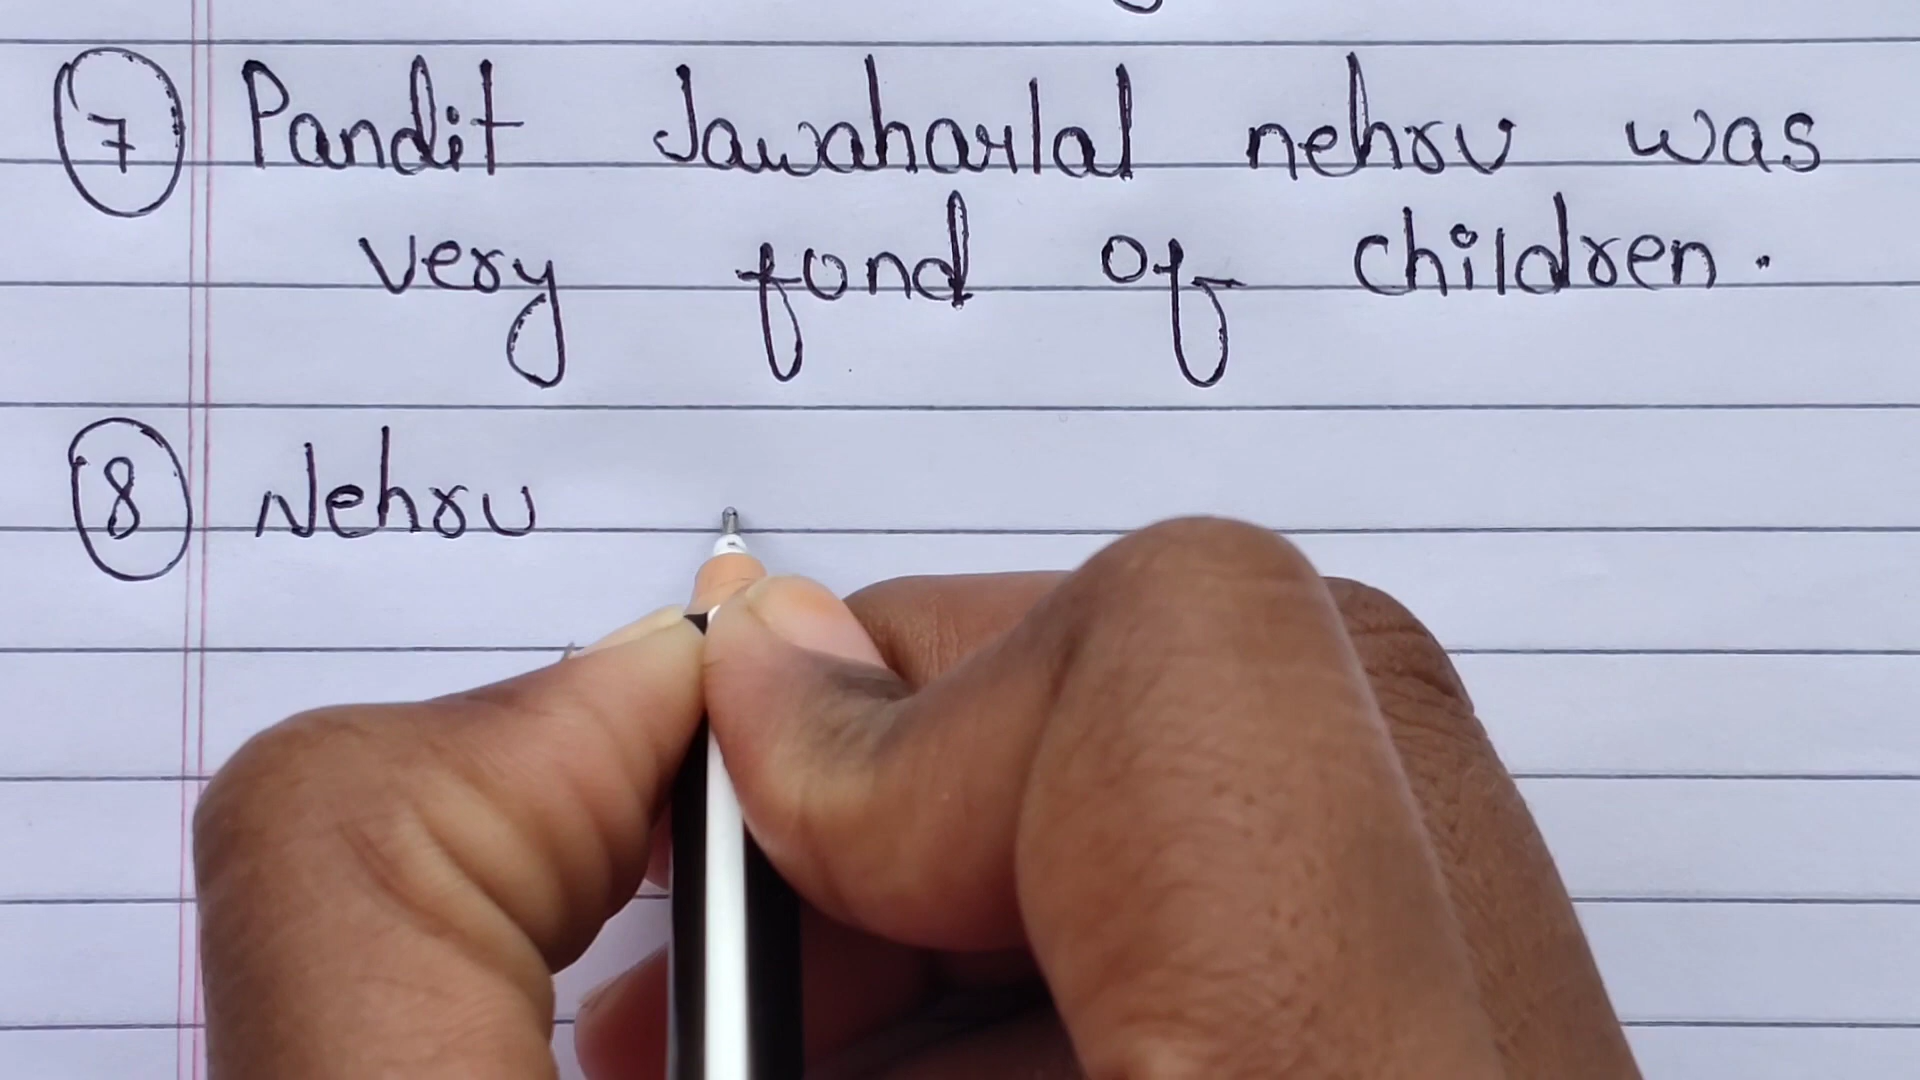 7 Pandit Jawaharlal nehru was
very fond of children.
8 Nehru